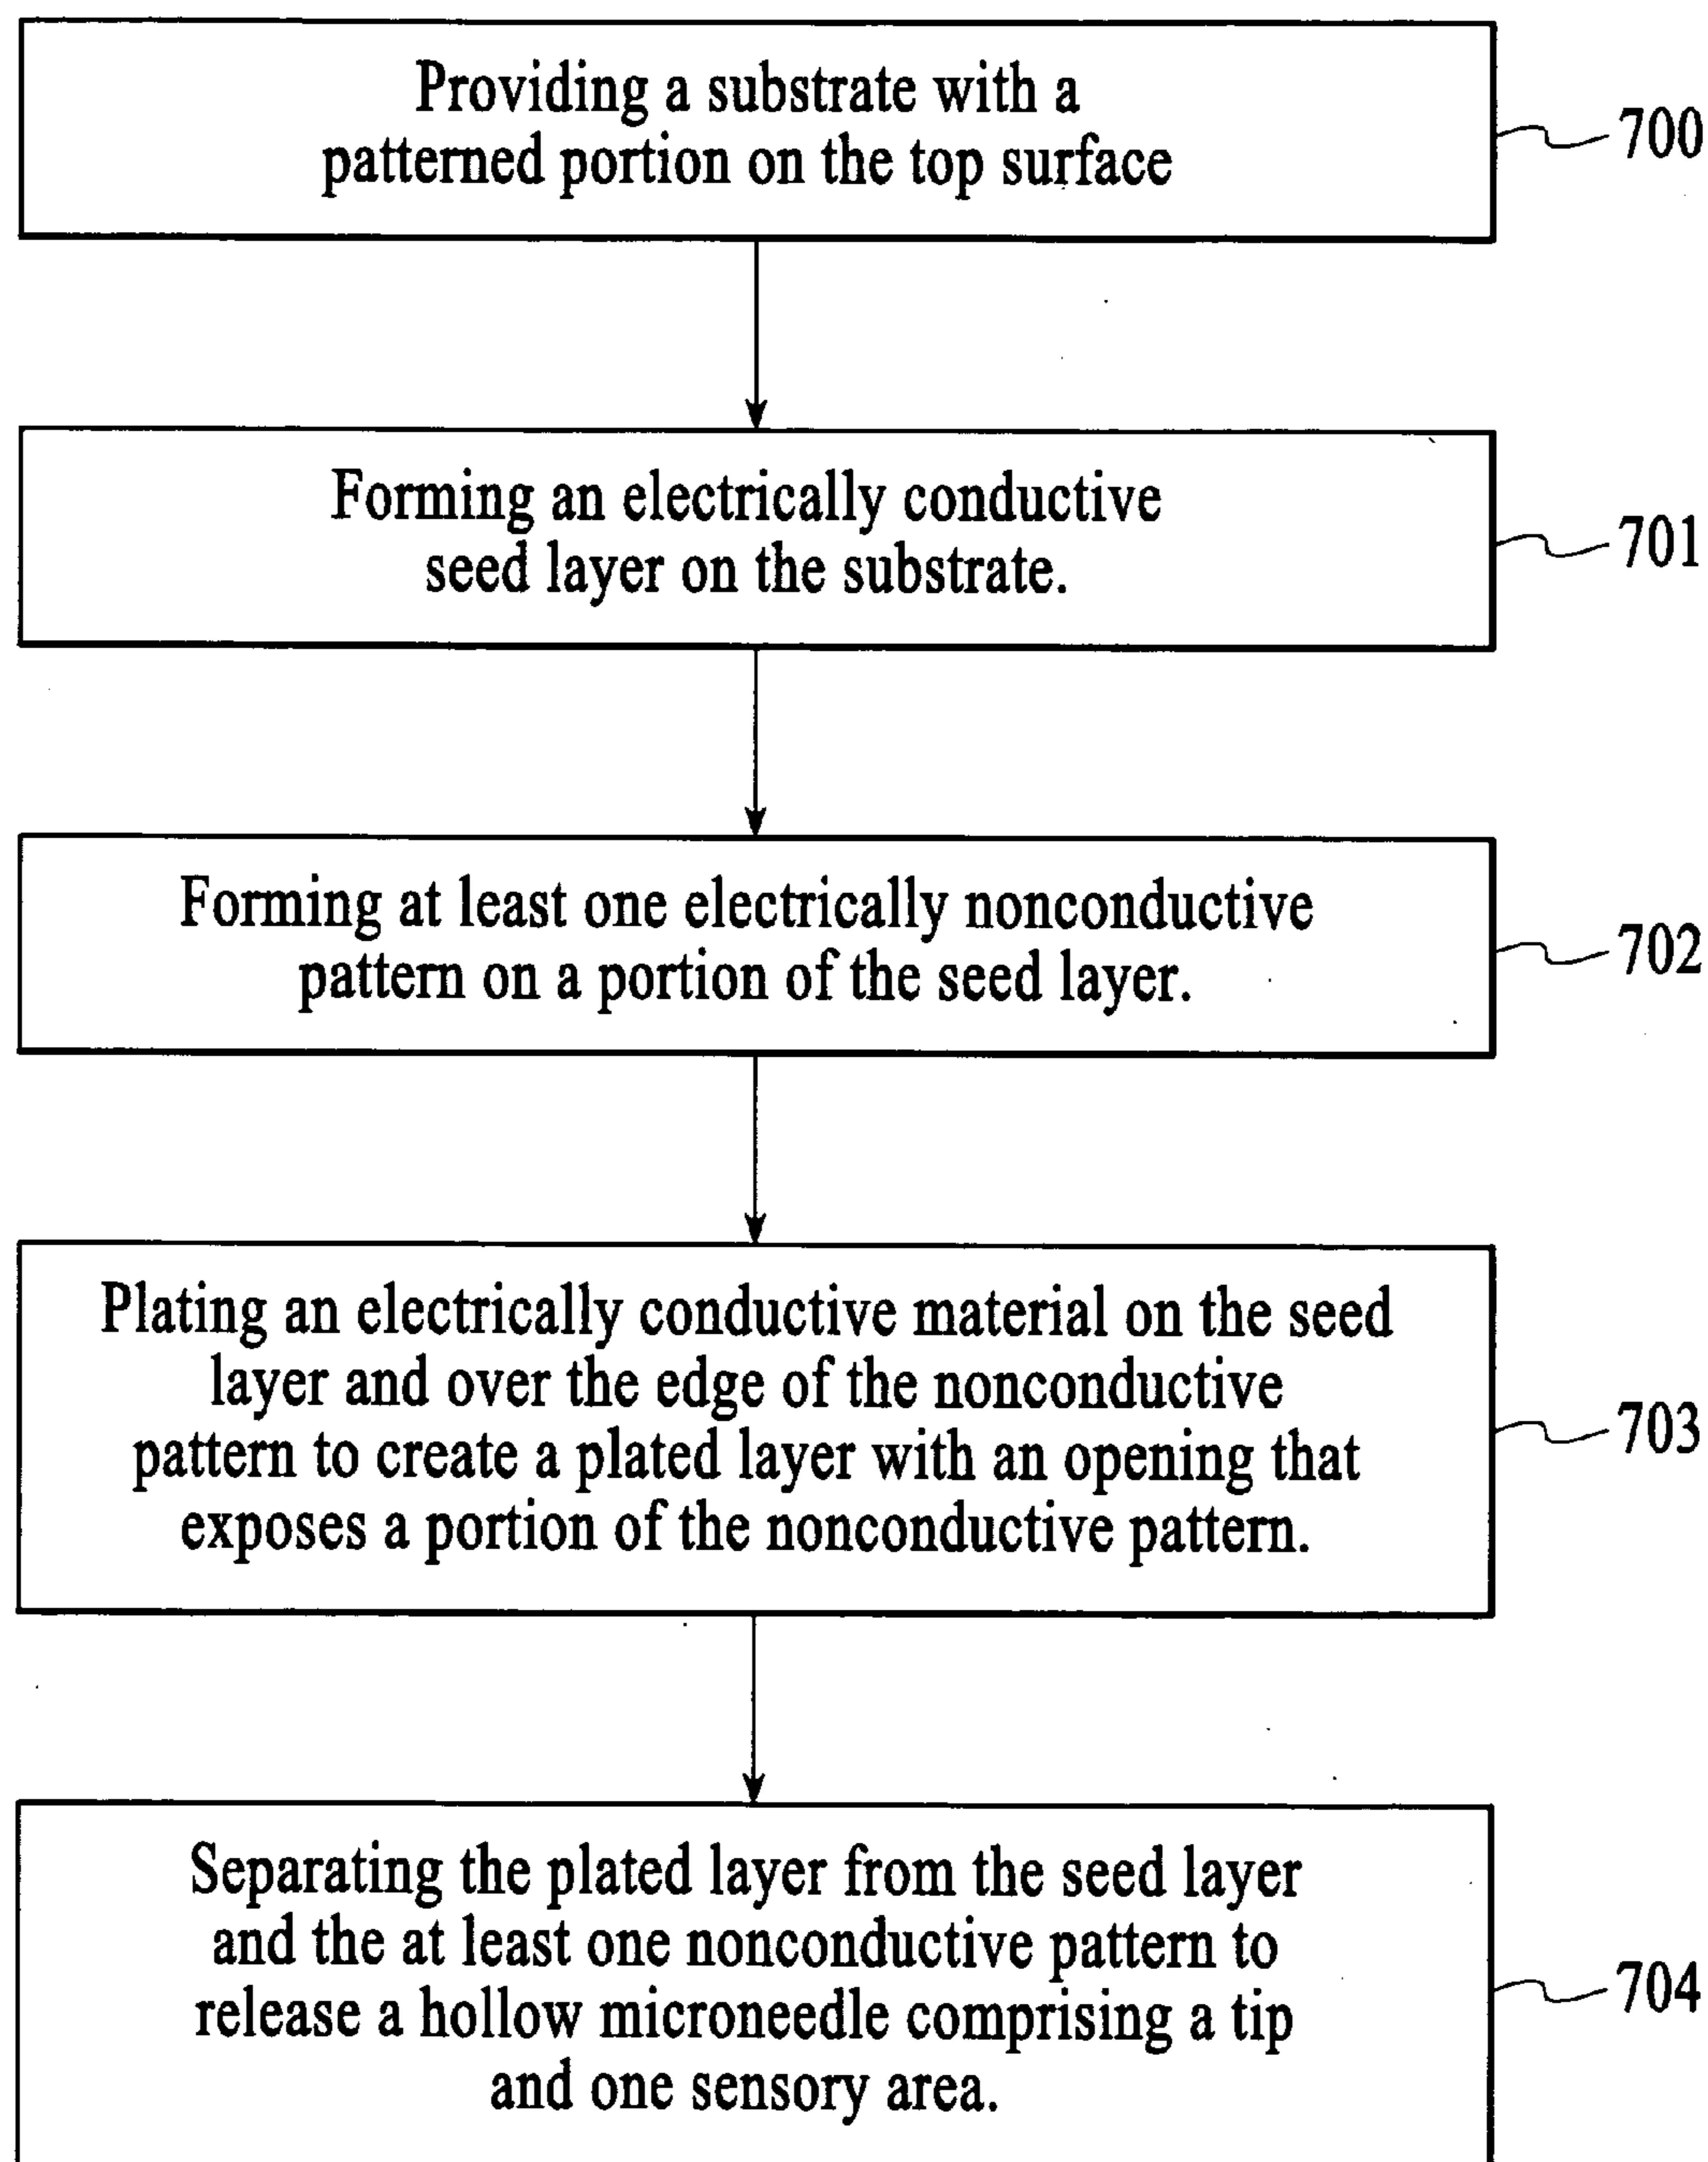 Providing a substrate with a
patterned portion on the top surface
700
Forming an electrically conductive
seed layer on the substrate.
701
Forming at least one electrically nonconductive
pattern on a portion of the seed layer.
702
Plating an electrically conductive material on the seed
layer and over the edge of the nonconductive
pattern to create a plated layer with an opening that
exposes a portion of the nonconductive pattern.
703
Separating the plated layer from the seed layer
and the at least one nonconductive pattern to
release a hollow microneedle comprising a tip
and one sensory area.
704